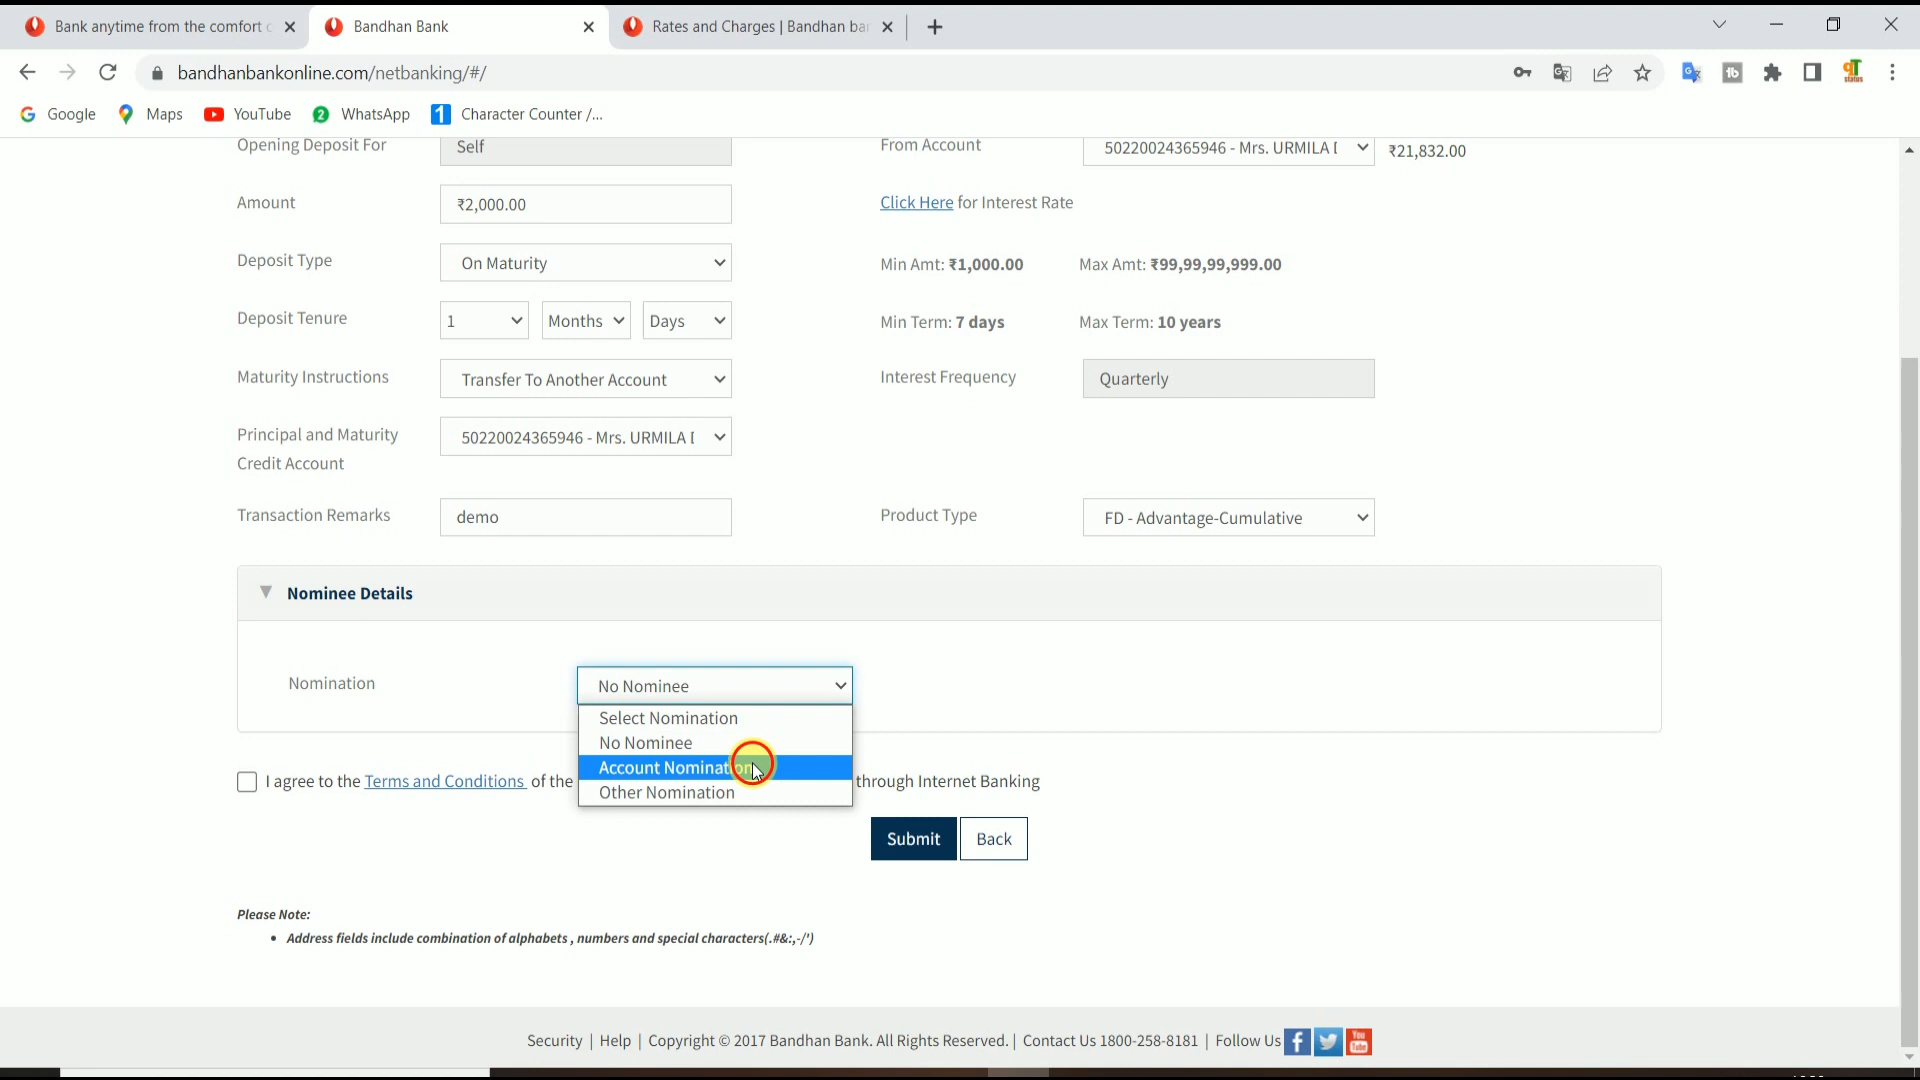 Bank anytime from the comfort c
Bandhan Bank
Rates and Charges | Bandhan ban
bandhanbankonline.com/netbanking/#/
Google Maps YouTube WhatsApp Character Counter /...
Opening Deposit For Self From Account 50220024365946 - Mrs. URMILA ₹21,832.00
Amount ₹2,000.00 Click Here for Interest Rate
Deposit Type On Maturity Min Amt: ₹1,000.00 Max Amt: ₹99,99,99,999.00
Deposit Tenure 1 Months Days Min Term: 7 days Max Term: 10 years
Maturity Instructions Transfer To Another Account Interest Frequency Quarterly
Principal and Maturity 50220024365946 - Mrs. URMILA
Credit Account
Transaction Remarks demo Product Type FD - Advantage-Cumulative
Nominee Details
Nomination No Nominee
Select Nomination
No Nominee
Account Nomination
I agree to the Terms and Conditions of the through Internet Banking
Other Nomination
Submit Back
Please Note:
• Address fields include combination of alphabets , numbers and special characters(.#&:,-/')
Security | Help | Copyright © 2017 Bandhan Bank. All Rights Reserved. | Contact Us 1800-258-8181 | Follow Us